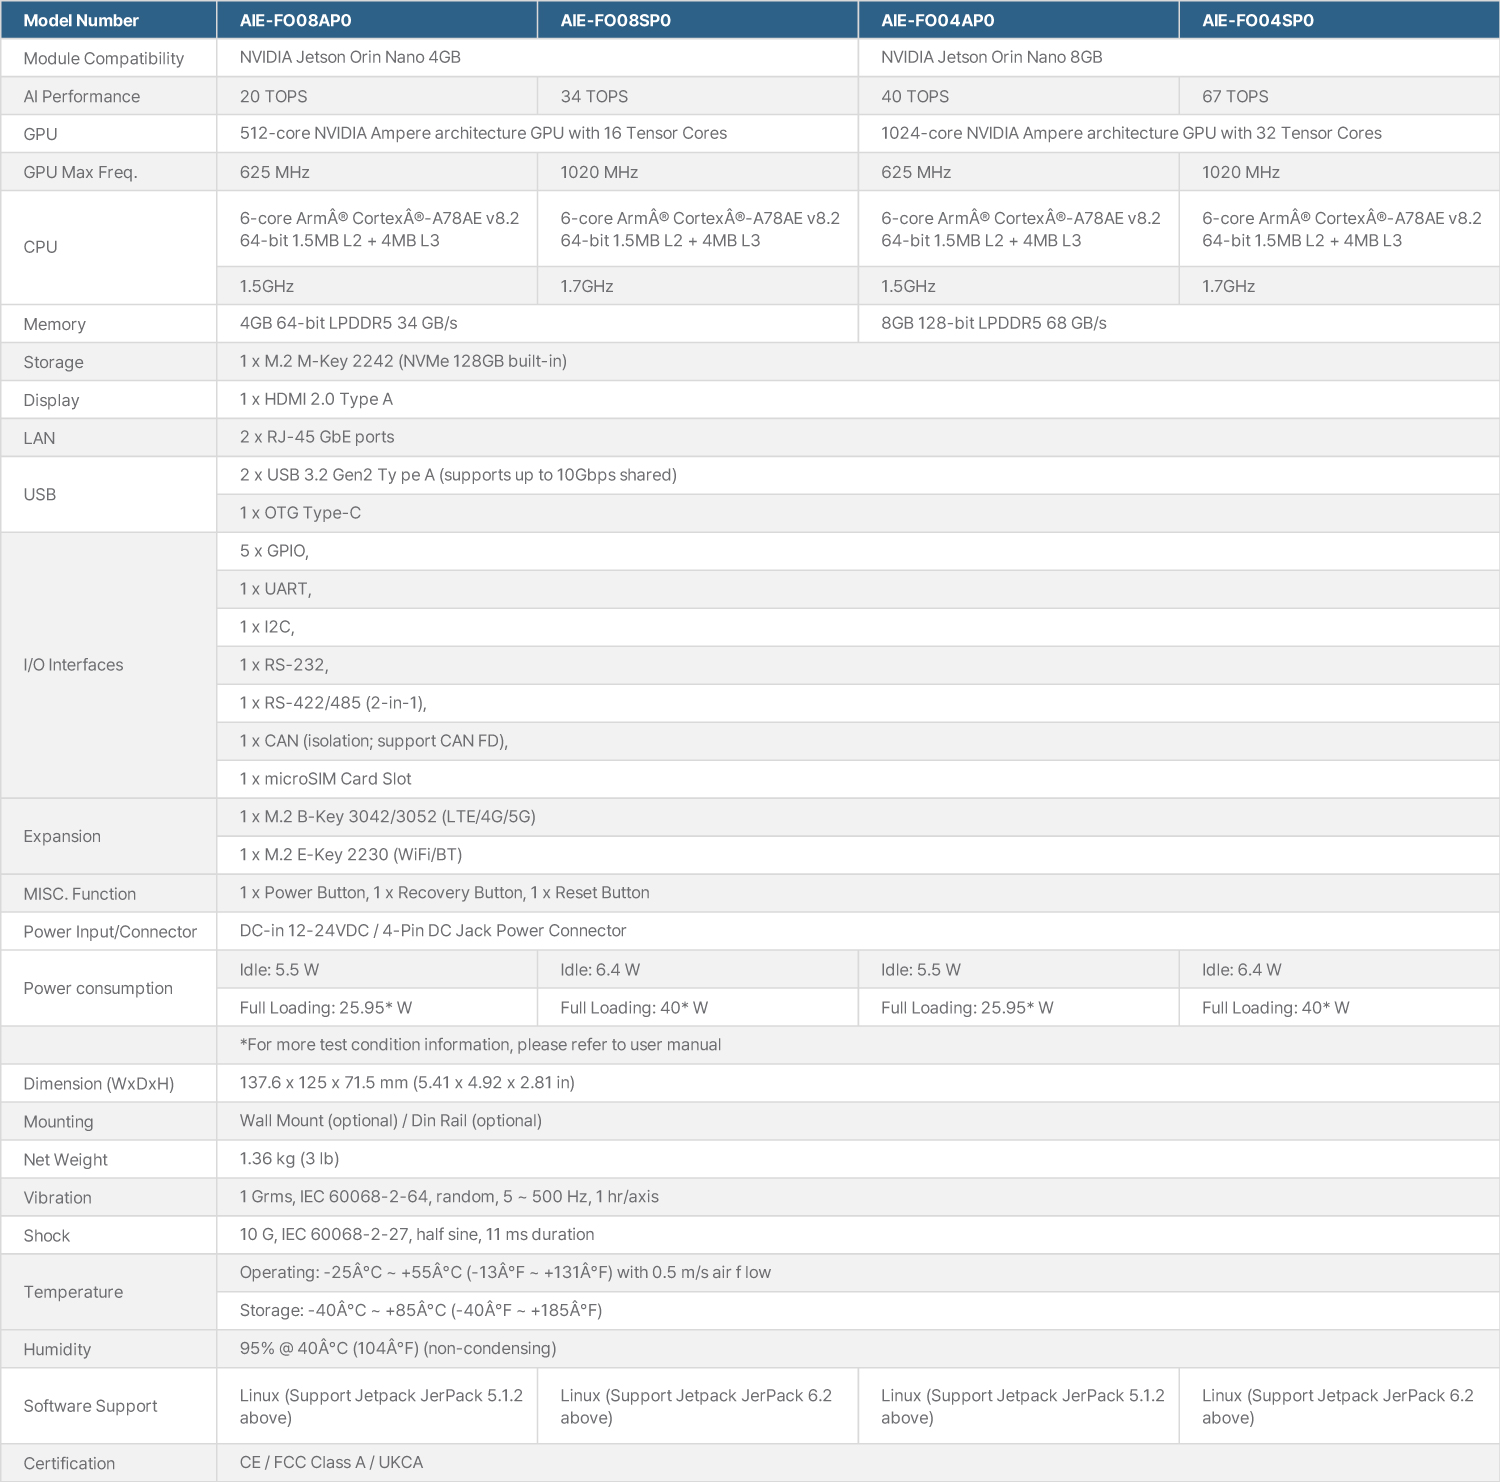 Model Number AIE-FO08AP0 AIE-FO08SP0 AIE-FO04AP0 AIE-FO04SP0
Module Compatibility NVIDIA Jetson Orin Nano 4GB NVIDIA Jetson Orin Nano 8GB
AI Performance 20 TOPS 34 TOPS 40 TOPS 67 TOPS
GPU 512-core NVIDIA Ampere architecture GPU with 16 Tensor Cores 1024-core NVIDIA Ampere architecture GPU with 32 Tensor Cores
GPU Max Freq. 625 MHz 1020 MHz 625 MHz 1020 MHz
CPU
6-core ArmÂ® CortexÂ®-A78AE v8.2 6-core ArmÂ® CortexÂ®-A78AE v8.2 6-core ArmÂ® CortexÂ®-A78AE v8.2 6-core ArmÂ® CortexÂ®-A78AE v8.2
64-bit 1.5MB L2 + 4MB L3 64-bit 1.5MB L2 + 4MB L3 64-bit 1.5MB L2 + 4MB L3 64-bit 1.5MB L2 + 4MB L3
1.5GHz 1.7GHz 1.5GHz 1.7GHz
Memory 4GB 64-bit LPDDR5 34 GB/s 8GB 128-bit LPDDR5 68 GB/s
Storage 1 x M.2 M-Key 2242 (NVMe 128GB built-in)
Display 1 x HDMI 2.0 Type A
LAN 2 x RJ-45 GbE ports
USB
2 x USB 3.2 Gen2 Ty pe A (supports up to 10Gbps shared)
1 x OTG Type-C
I/O Interfaces
5 x GPIO,
1 x UART,
1 x I2C,
1 x RS-232,
1 x RS-422/485 (2-in-1),
1 x CAN (isolation; support CAN FD),
1 x microSIM Card Slot
Expansion
1 x M.2 B-Key 3042/3052 (LTE/4G/5G)
1 x M.2 E-Key 2230 (WiFi/BT)
MISC. Function 1 x Power Button, 1 x Recovery Button, 1 x Reset Button
Power Input/Connector DC-in 12-24VDC / 4-Pin DC Jack Power Connector
Power consumption
Idle: 5.5 W Idle: 6.4 W Idle: 5.5 W Idle: 6.4 W
Full Loading: 25.95* W Full Loading: 40* W Full Loading: 25.95* W Full Loading: 40* W
*For more test condition information, please refer to user manual
Dimension (WxDxH) 137.6 x 125 x 71.5 mm (5.41 x 4.92 x 2.81 in)
Mounting Wall Mount (optional) / Din Rail (optional)
Net Weight 1.36 kg (3 lb)
Vibration 1 Grms, IEC 60068-2-64, random, 5 ~ 500 Hz, 1 hr/axis
Shock 10 G, IEC 60068-2-27, half sine, 11 ms duration
Temperature
Operating: -25Â°C ~ +55Â°C (-13Â°F ~ +131Â°F) with 0.5 m/s air f low
Storage: -40Â°C ~ +85Â°C (-40Â°F ~ +185Â°F)
Humidity 95% @ 40Â°C (104Â°F) (non-condensing)
Software Support
Linux (Support Jetpack JerPack 5.1.2 Linux (Support Jetpack JerPack 6.2 Linux (Support Jetpack JerPack 5.1.2 Linux (Support Jetpack JerPack 6.2
above) above) above) above)
Certification CE / FCC Class A / UKCA